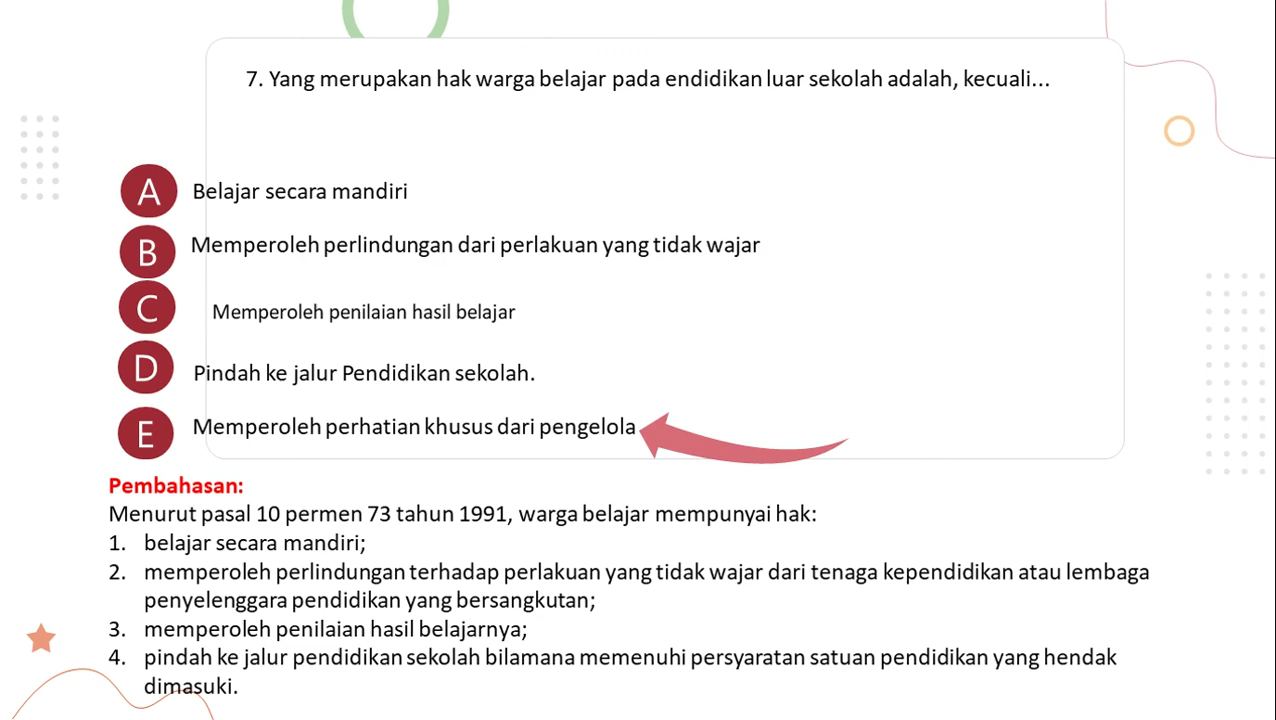 7. Yang merupakan hak warga belajar pada endidikan luar sekolah adalah, kecuali...
A Belajar secara mandiri
B Memperoleh perlindungan dari perlakuan yang tidak wajar
C Memperoleh penilaian hasil belajar
D Pindah ke jalur Pendidikan sekolah.
E Memperoleh perhatian khusus dari pengelola
Pembahasan:
Menurut pasal 10 permen 73 tahun 1991, warga belajar mempunyai hak:
1. belajar secara mandiri;
2. memperoleh perlindungan terhadap perlakuan yang tidak wajar dari tenaga kependidikan atau lembaga
penyelenggara pendidikan yang bersangkutan;
3. memperoleh penilaian hasil belajarnya;
4. pindah ke jalur pendidikan sekolah bilamana memenuhi persyaratan satuan pendidikan yang hendak
dimasuki.